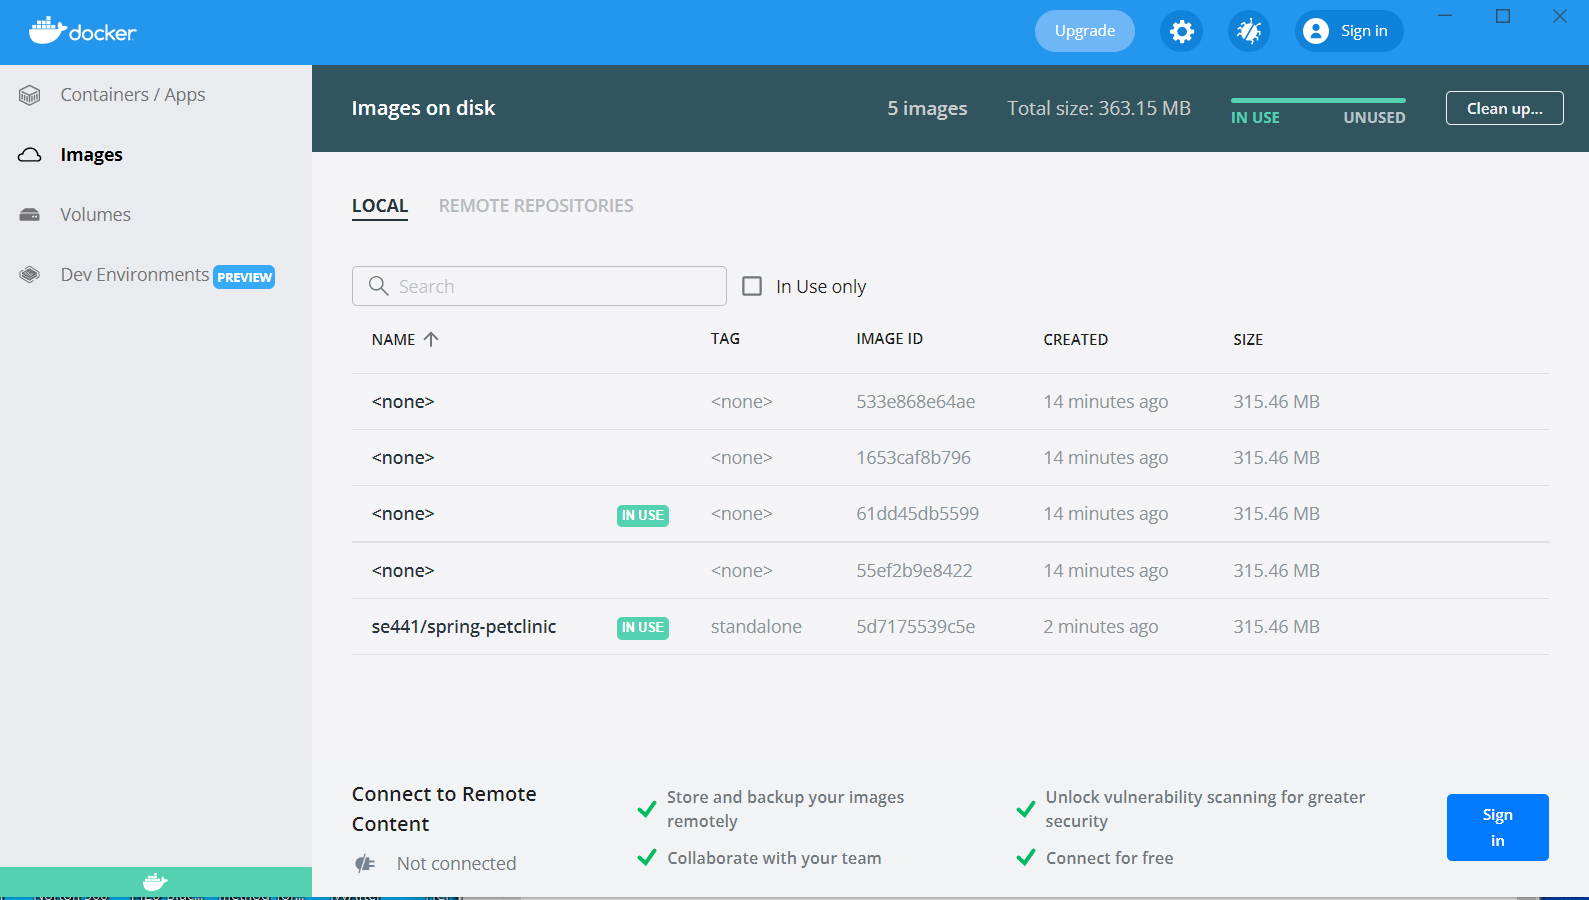 docker
Upgrade
Sign in
Containers / Apps
Images
Volumes
Dev Environments PREVIEW
Images on disk
5 images
Total size: 363.15 MB
IN USE
UNUSED
Clean up...
LOCAL
REMOTE REPOSITORIES
Search
In Use only
NAME TAG IMAGE ID CREATED SIZE
<none> <none> 533e868e64ae 14 minutes ago 315.46 MB
<none> <none> 1653caf8b796 14 minutes ago 315.46 MB
<none> IN USE <none> 61dd45db5599 14 minutes ago 315.46 MB
<none> <none> 55ef2b9e8422 14 minutes ago 315.46 MB
se441/spring-petclinic IN USE standalone 5d7175539c5e 2 minutes ago 315.46 MB
Connect to Remote
Content
Not connected
Store and backup your images
remotely
Collaborate with your team
Unlock vulnerability scanning for greater
security
Connect for free
Sign
in